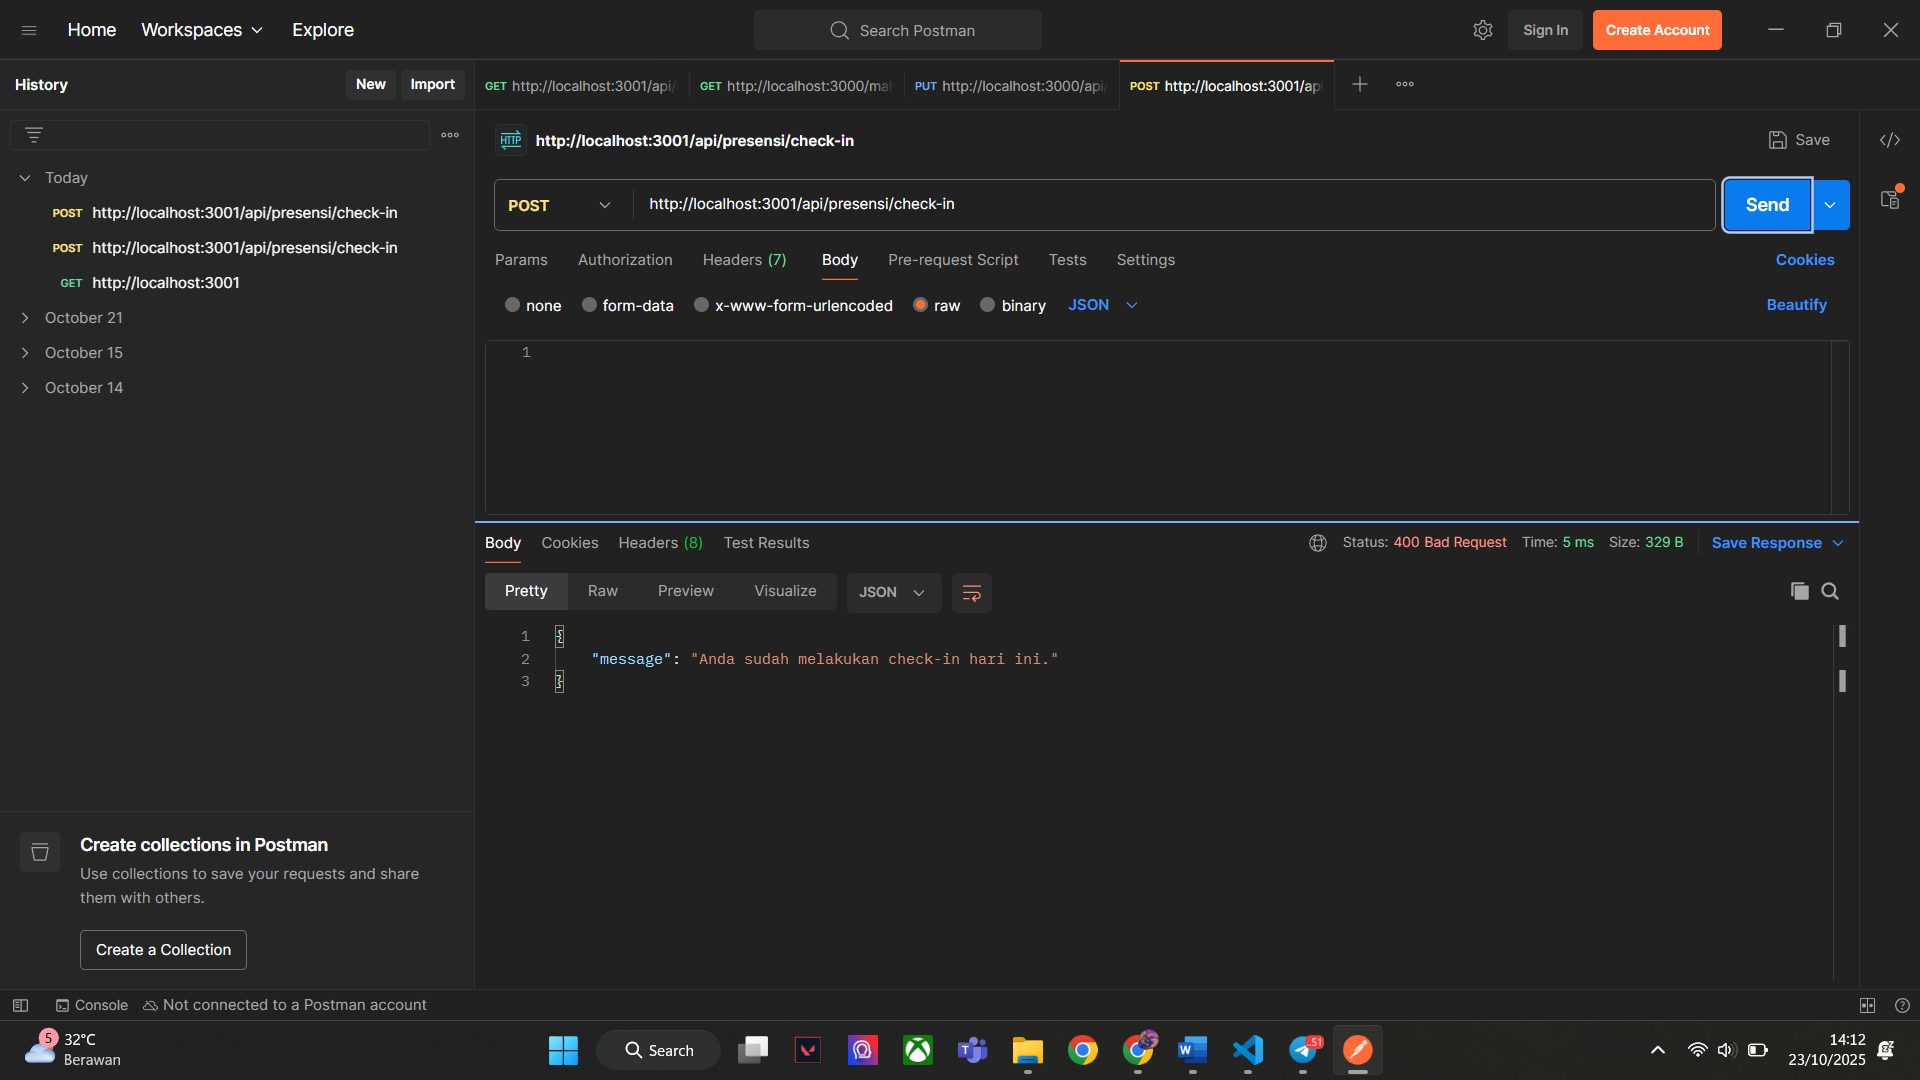 Home Workspaces Explore Search Postman Sign In Create Account
History New Import
GET http://localhost:3001/api/ GET http://localhost:3000/mal PUT http://localhost:3000/api/ POST http://localhost:3001/api
HTTP http://localhost:3001/api/presensi/check-in Save
Today
POST http://localhost:3001/api/presensi/check-in
POST http://localhost:3001/api/presensi/check-in
GET http://localhost:3001
October 21
October 15
October 14
POST http://localhost:3001/api/presensi/check-in Send
Params Authorization Headers (7) Body Pre-request Script Tests Settings Cookies
none form-data x-www-form-urlencoded raw binary JSON Beautify
1
Body Cookies Headers (8) Test Results Status: 400 Bad Request Time: 5 ms Size: 329 B Save Response
Pretty Raw Preview Visualize JSON
1 {
2 "message": "Anda sudah melakukan check-in hari ini."
3 }
Create collections in Postman
Use collections to save your requests and share
them with others.
Create a Collection
Console Not connected to a Postman account
5 32°C
Berawan
Search
51
14:12
23/10/2025